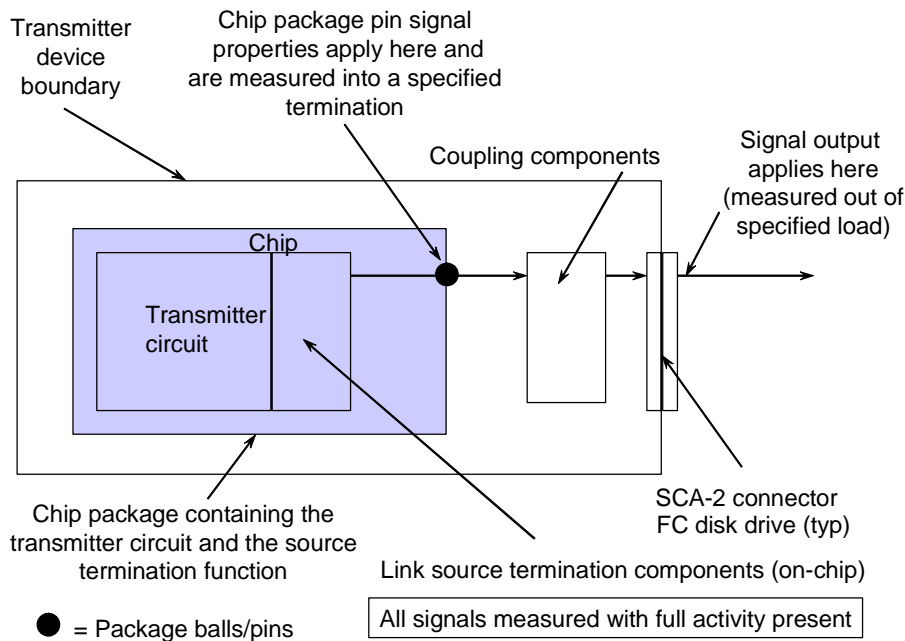 Transmitter
device
boundary
Chip package pin signal
properties apply here and
are measured into a specified
termination
Coupling components
Signal output
applies here
(measured out of
specified load)
Chip
Transmitter
circuit
Chip package containing the
transmitter circuit and the source
termination function
SCA-2 connector
FC disk drive (typ)
Link source termination components (on-chip)
= Package balls/pins
All signals measured with full activity present